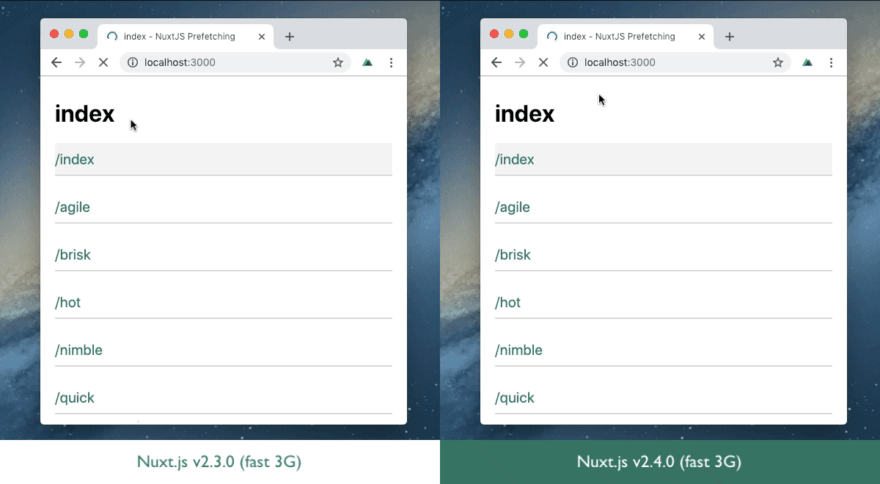 index - NuxtJS Prefetching
localhost:3000
index
/index
/agile
/brisk
/hot
/nimble
/quick
Nuxt.js v2.3.0 (fast 3G)
index - NuxtJS Prefetching
localhost:3000
index
/index
/agile
/brisk
/hot
/nimble
/quick
Nuxt.js v2.4.0 (fast 3G)